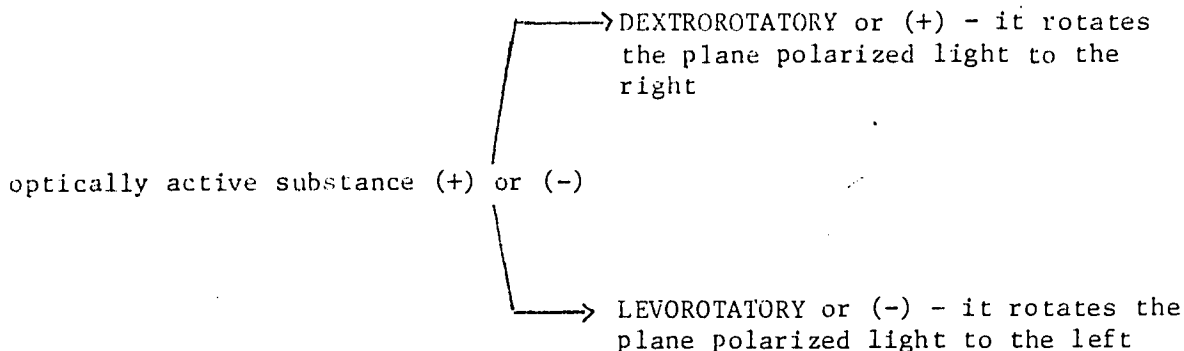 DEXTROROTATORY or (+) - it rotates
the plane polarized light to the
right
optically active substance (+) or (-)
LEVOROTATORY or (-) - it rotates the
plane polarized light to the left